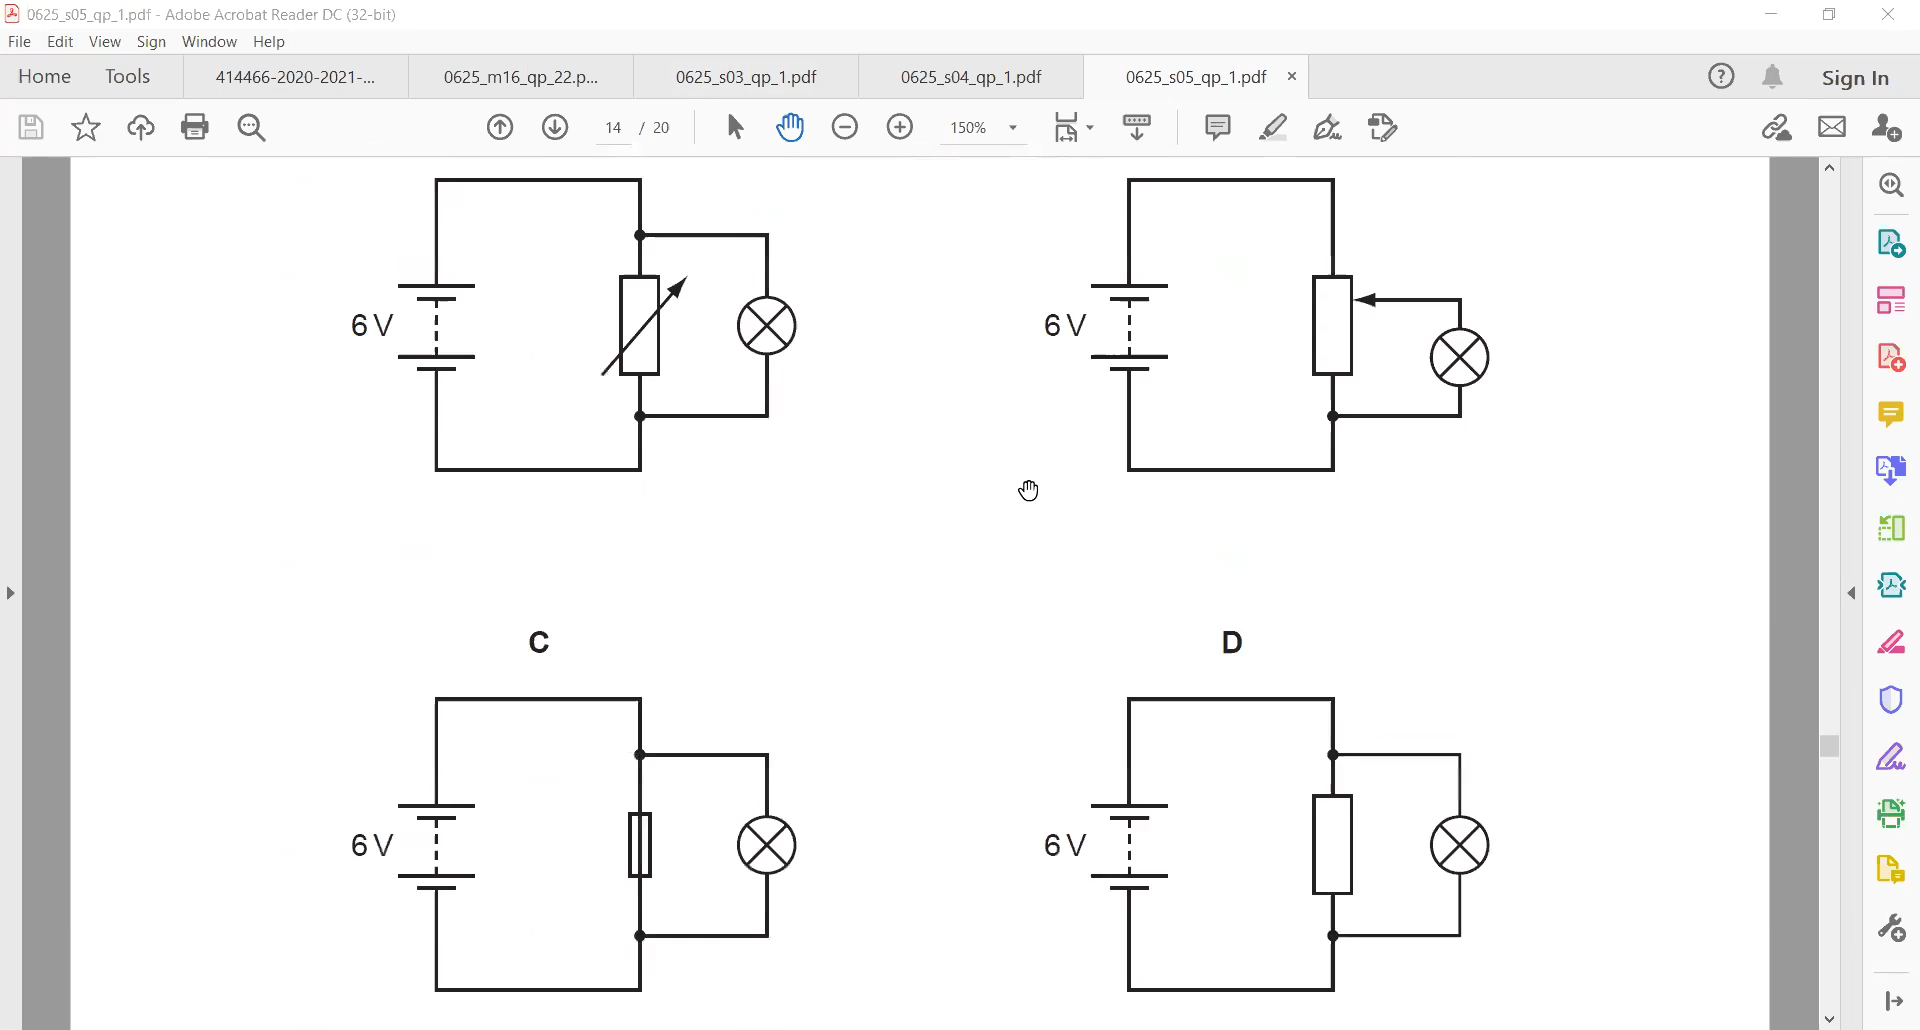 0625_s05_qp_1.pdf - Adobe Acrobat Reader DC (32-bit)
File Edit View Sign Window Help
Home Tools 414466-2020-2021-... 0625_m16_qp_22.p... 0625_s03_qp_1.pdf 0625_s04_qp_1.pdf 0625_s05_qp_1.pdf × Sign In
14 / 20 150%
6 V 6 V
C D
6 V 6 V